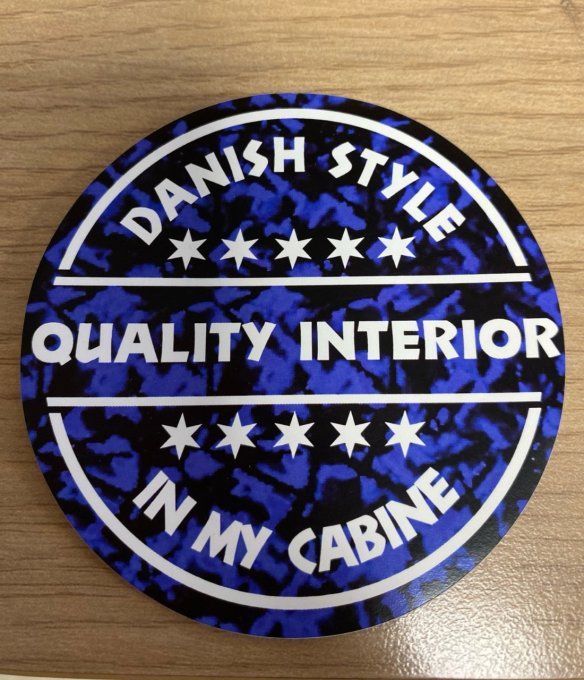 DANISH STYLE
QUALITY INTERIOR
IN MY CABINE